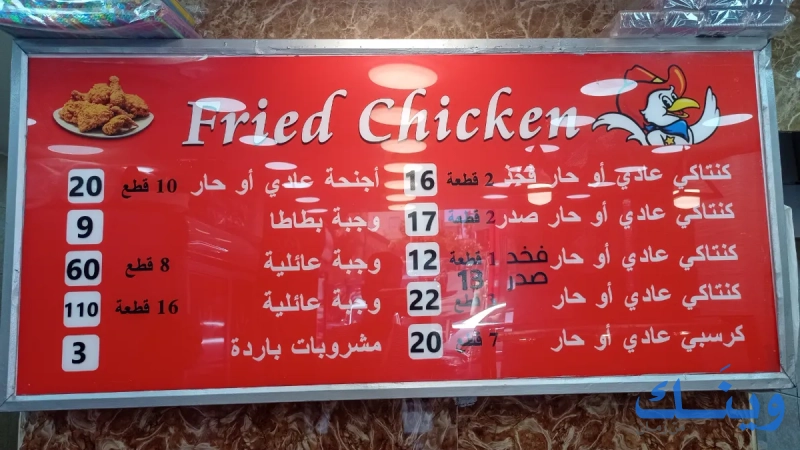 Fried Chicken
كنتاكي عادي أو حار فخذ 2 قطعة 16
كنتاكي عادي أو حار صدر 2 قطعة 17
كنتاكي عادي أو حار فخد 1 قطعة 12
صدر 13
كنتاكي عادي أو حار قطع 22
كرسبي عادي أو حار 7 قطع 20
أجنحة عادي أو حار 10 قطع 20
وجبة بطاطا 9
وجبة عائلية 8 قطع 60
وجبة عائلية 16 قطعة 110
مشروبات باردة 3
وينك